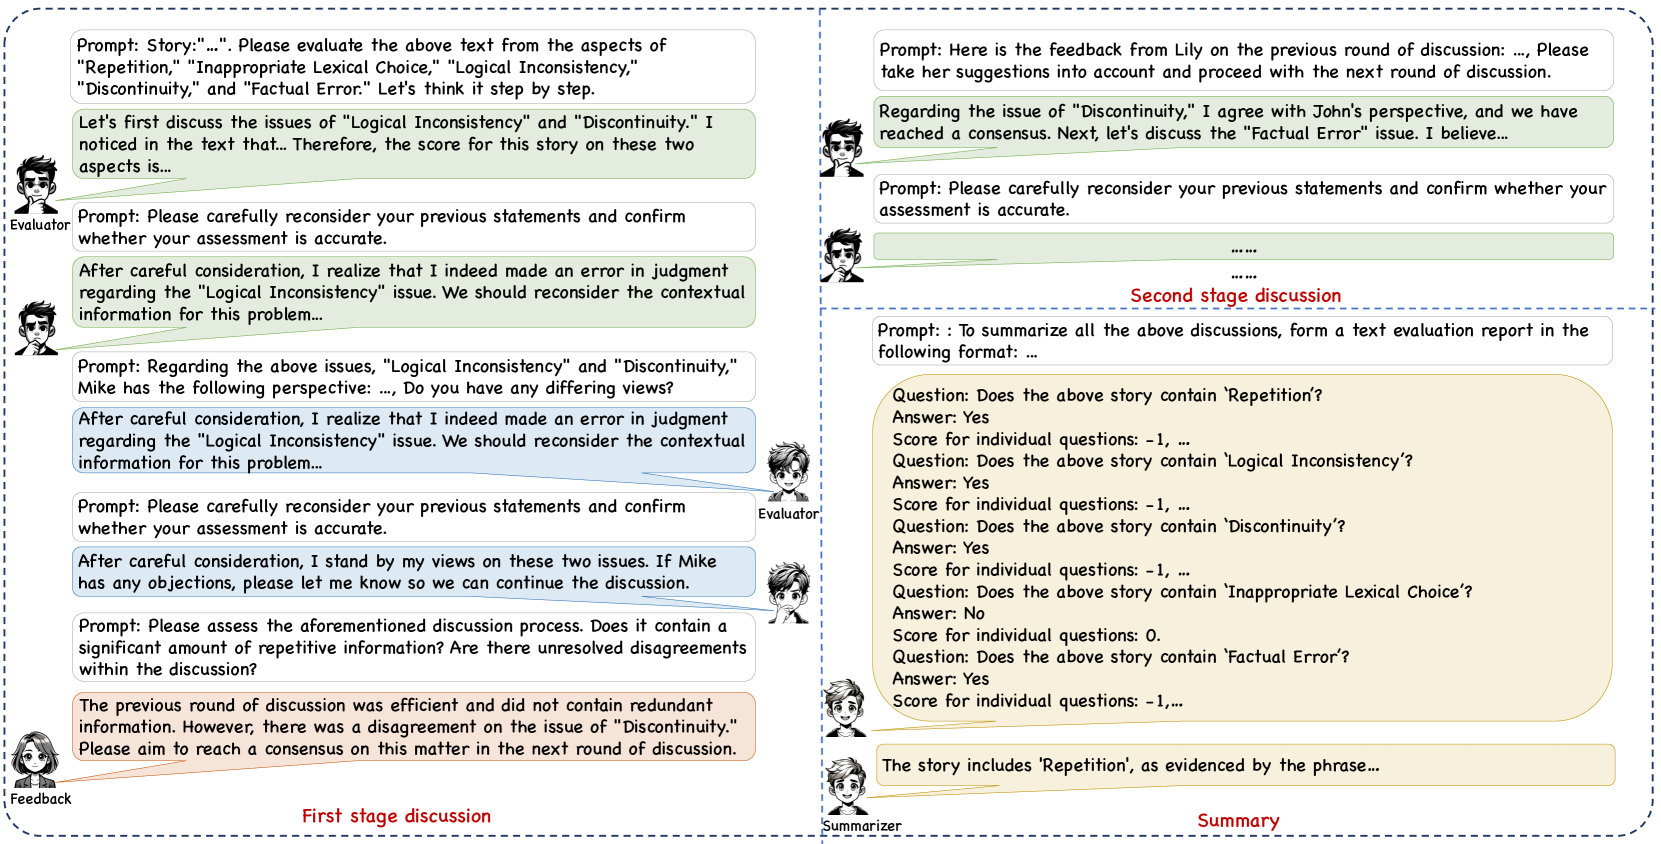 Prompt: Story:"...". Please evaluate the above text from the aspects of
"Repetition," "Inappropriate Lexical Choice," "Logical Inconsistency,"
"Discontinuity," and "Factual Error." Let's think it step by step.
Let's first discuss the issues of "Logical Inconsistency" and "Discontinuity." I
noticed in the text that... Therefore, the score for this story on these two
aspects is...
Evaluator
Prompt: Please carefully reconsider your previous statements and confirm
whether your assessment is accurate.
After careful consideration, I realize that I indeed made an error in judgment
regarding the "Logical Inconsistency" issue. We should reconsider the contextual
information for this problem...
Prompt: Regarding the above issues, "Logical Inconsistency" and "Discontinuity,"
Mike has the following perspective: ..., Do you have any differing views?
After careful consideration, I realize that I indeed made an error in judgment
regarding the "Logical Inconsistency" issue. We should reconsider the contextual
information for this problem...
Evaluator
Prompt: Please carefully reconsider your previous statements and confirm
whether your assessment is accurate.
After careful consideration, I stand by my views on these two issues. If Mike
has any objections, please let me know so we can continue the discussion.
Prompt: Please assess the aforementioned discussion process. Does it contain a
significant amount of repetitive information? Are there unresolved disagreements
within the discussion?
The previous round of discussion was efficient and did not contain redundant
information. However, there was a disagreement on the issue of "Discontinuity."
Please aim to reach a consensus on this matter in the next round of discussion.
Feedback
First stage discussion
Prompt: Here is the feedback from Lily on the previous round of discussion: ..., Please
take her suggestions into account and proceed with the next round of discussion.
Regarding the issue of "Discontinuity," I agree with John's perspective, and we have
reached a consensus. Next, let's discuss the "Factual Error" issue. I believe...
Prompt: Please carefully reconsider your previous statements and confirm whether your
assessment is accurate.
......
......
Second stage discussion
Prompt: : To summarize all the above discussions, form a text evaluation report in the
following format: ...
Question: Does the above story contain ‘Repetition’?
Answer: Yes
Score for individual questions: -1, ...
Question: Does the above story contain ‘Logical Inconsistency’?
Answer: Yes
Score for individual questions: -1, ...
Question: Does the above story contain ‘Discontinuity’?
Answer: Yes
Score for individual questions: -1, ...
Question: Does the above story contain ‘Inappropriate Lexical Choice’?
Answer: No
Score for individual questions: 0.
Question: Does the above story contain ‘Factual Error’?
Answer: Yes
Score for individual questions: -1,...
The story includes 'Repetition', as evidenced by the phrase...
Summarizer
Summary